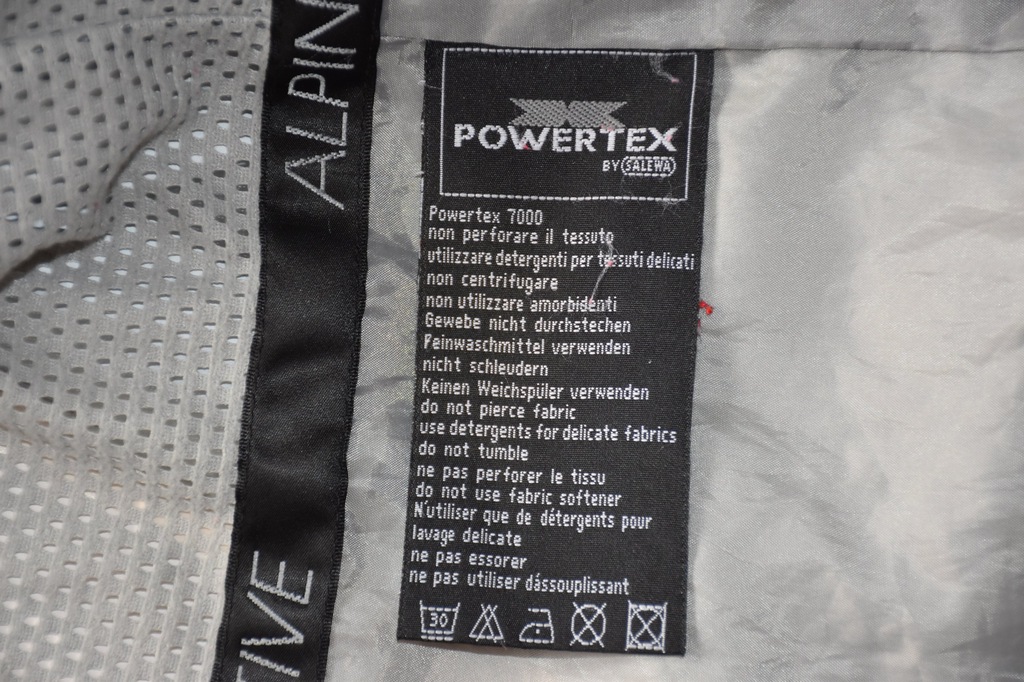 ALPIN
TIVE
POWERTEX
BY SALEWA
Powertex 7000
non perforare il tessuto
utilizzare detergenti per tessuti delicati
non centrifugare
non utilizzare amorbidenti
Gewebe nicht durchstechen
Feinwaschmittel verwenden
nicht schleudern
Keinen Weichspüler verwenden
do not pierce fabric
use detergents for delicate fabrics
do not tumble
ne pas perforer le tissu
do not use fabric softener
N'utiliser que de détergents pour
lavage delicate
ne pas essorer
ne pas utiliser dássouplissant
30